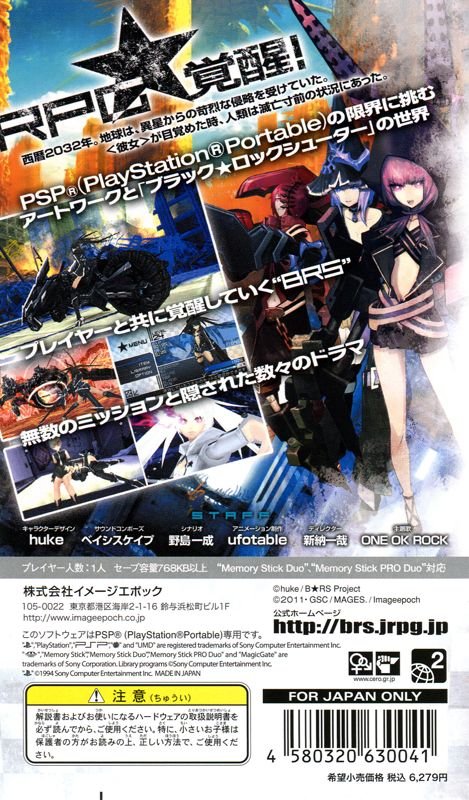 RPG★覚醒!
西暦2032年。地球は、異星からの苛烈な侵略を受けていた。
〈彼女〉が目覚めた時、人類は滅亡寸前の状況にあった。
PSP®(PlayStation®Portable)の限界に挑む
アートワークと「ブラック★ロックシューター」の世界
プレイヤーと共に覚醒していく"BRS"
★MENU
ITEM
LIBRARY
OPTION
無数のミッションと隠された数々のドラマ
STAFF
キャラクターデザイン サウンドコンポーズ シナリオ アニメーション制作 ディレクター 主題歌
huke ベイシスケイプ 野島一成 ufotable 新納一哉 ONE OK ROCK
プレイヤー人数:1人 セーブ容量768KB以上 "Memory Stick Duo","Memory Stick PRO Duo"対応
株式会社イメージエポック
105-0022 東京都港区海岸2-1-16 鈴与浜松町ビル1F
http://www.imageepoch.co.jp
©huke / B★RS Project
©2011・GSC / MAGES. / Imageepoch
公式ホームページ
http://brs.jrpg.jp
このソフトウェアはPSP® (PlayStation®Portable)専用です。
"PlayStation", and "UMD" are registered trademarks of Sony Computer Entertainment Inc.
"Memory Stick", "Memory Stick Duo", "Memory Stick PRO Duo" and "MagicGate" are
trademarks of Sony Corporation. Library programs ©Sony Computer Entertainment Inc.
©1994 Sony Computer Entertainment Inc. MADE IN JAPAN
www.cero.gr.jp
2
注意(ちゅうい)
解説書およびお使いになるハードウェアの取扱説明書を
必ず読んでから、ご使用ください。特に、小さいお子様は
保護者の方がお読みの上、正しい方法で、ご使用くだ
さい。
FOR JAPAN ONLY
4 580320 630041
希望小売価格 税込 6,279円